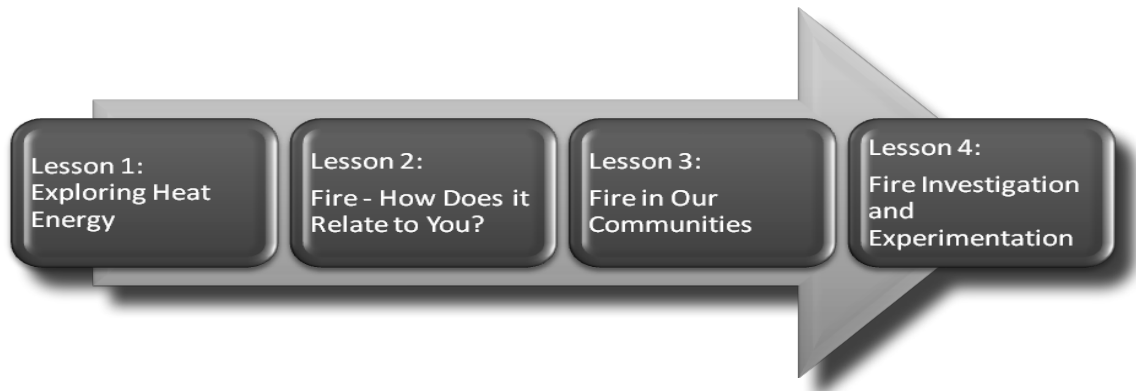 Lesson 1:
Exploring Heat
Energy
Lesson 2:
Fire - How Does it
Relate to You?
Lesson 3:
Fire in Our
Communities
Lesson 4:
Fire Investigation
and
Experimentation